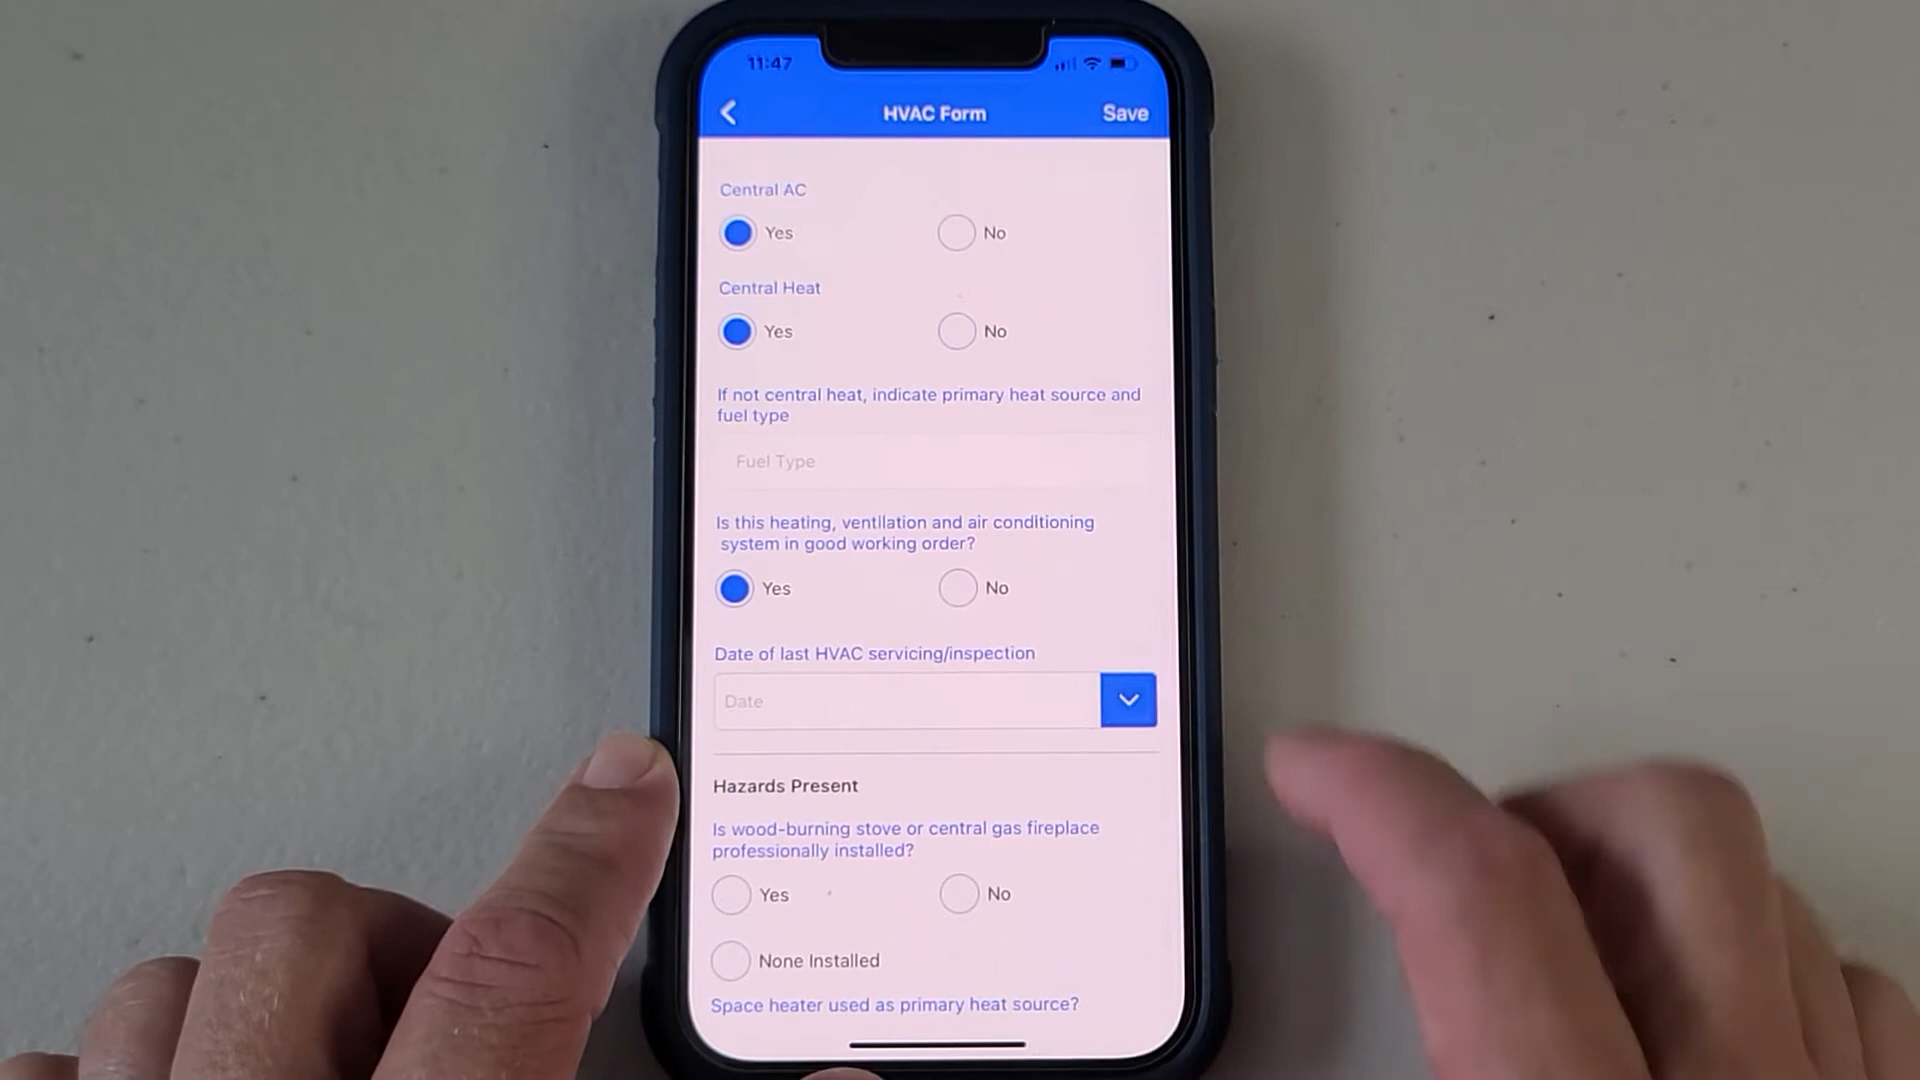 11:47
HVAC Form
Save
Central AC
Yes
No
Central Heat
Yes
No
If not central heat, indicate primary heat source and
fuel type
Fuel Type
Is this heating, ventilation and air conditioning
system in good working order?
Yes
No
Date of last HVAC servicing/inspection
Date
Hazards Present
Is wood-burning stove or central gas fireplace
professionally installed?
Yes
No
None Installed
Space heater used as primary heat source?